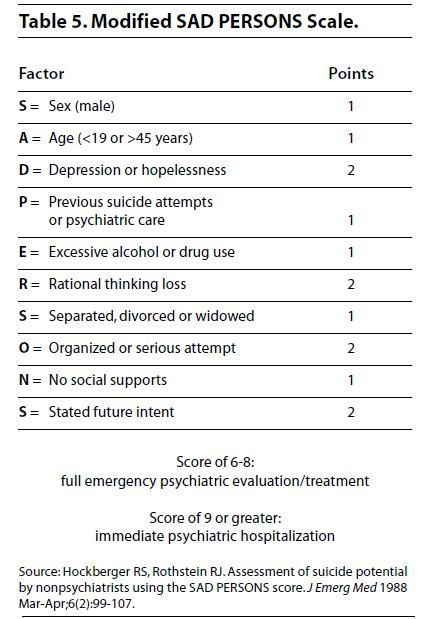 Table 5. Modified SAD PERSONS Scale.
Factor Points
S = Sex (male) 1
A = Age (<19 or >45 years) 1
D = Depression or hopelessness 2
P = Previous suicide attempts
or psychiatric care 1
E = Excessive alcohol or drug use 1
R = Rational thinking loss 2
S = Separated, divorced or widowed 1
O = Organized or serious attempt 2
N = No social supports 1
S = Stated future intent 2
Score of 6-8:
full emergency psychiatric evaluation/treatment
Score of 9 or greater:
immediate psychiatric hospitalization
Source: Hockberger RS, Rothstein RJ. Assessment of suicide potential
by nonpsychiatrists using the SAD PERSONS score. J Emerg Med 1988
Mar-Apr;6(2):99-107.